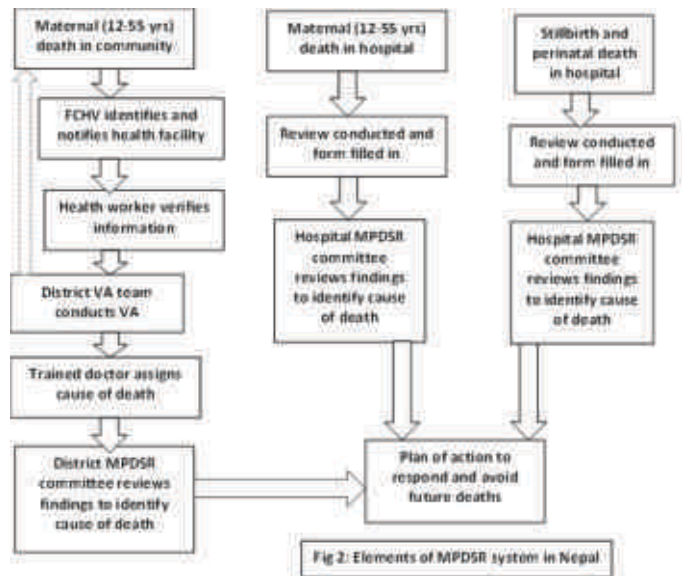 Maternal (12-55 yrs)
death in community
FCHV identifies and
notifies health facility
Health worker verifies
information
District VA team
conducts VA
Trained doctor assigns
cause of death
District MPDSR
committee reviews
findings to identify
cause of death
Maternal (12-55 yrs)
death in hospital
Review conducted and
form filled in
Hospital MPDSR
committee
reviews findings
to identify cause
of death
Stillbirth and
perinatal death
in hospital
Review conducted
and form filled in
Hospital MPDSR
committee
reviews findings
to identify cause
of death
Plan of action to
respond and avoid
future deaths
Fig 2: Elements of MPDSR system in Nepal